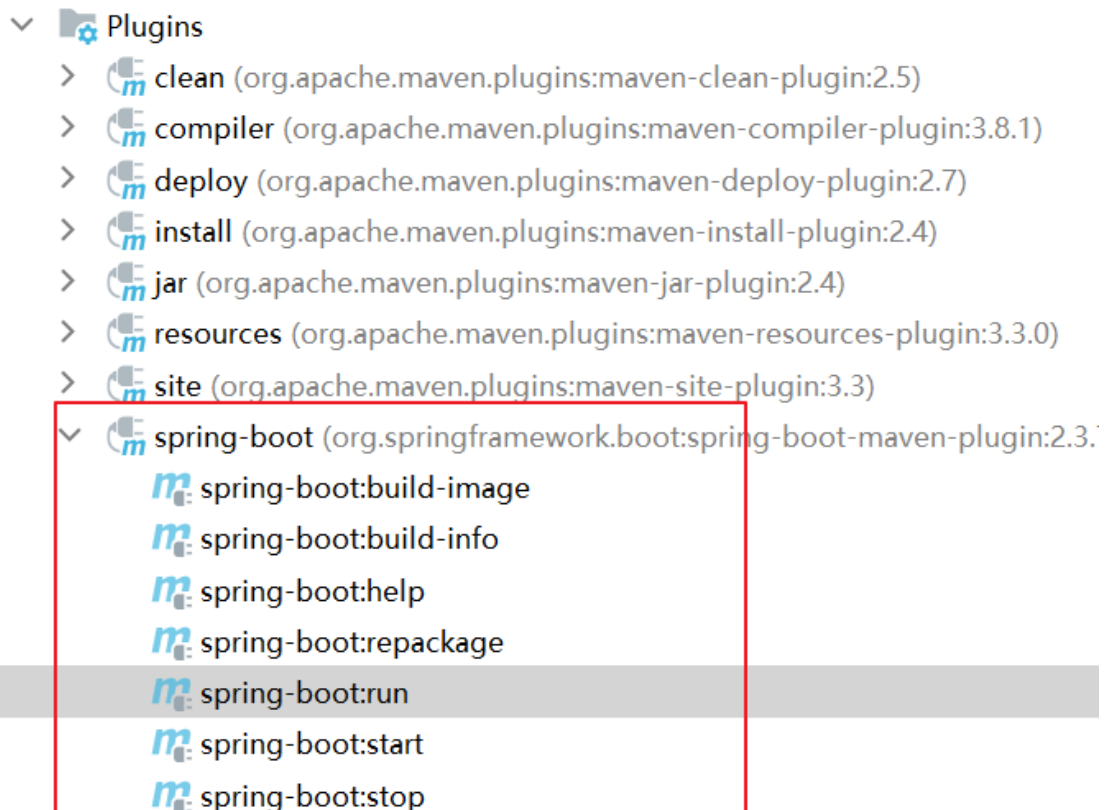 Plugins
clean (org.apache.maven.plugins:maven-clean-plugin:2.5)
compiler (org.apache.maven.plugins:maven-compiler-plugin:3.8.1)
deploy (org.apache.maven.plugins:maven-deploy-plugin:2.7)
install (org.apache.maven.plugins:maven-install-plugin:2.4)
jar (org.apache.maven.plugins:maven-jar-plugin:2.4)
resources (org.apache.maven.plugins:maven-resources-plugin:3.3.0)
site (org.apache.maven.plugins:maven-site-plugin:3.3)
spring-boot (org.springframework.boot:spring-boot-maven-plugin:2.3.
spring-boot:build-image
spring-boot:build-info
spring-boot:help
spring-boot:repackage
spring-boot:run
spring-boot:start
spring-boot:stop